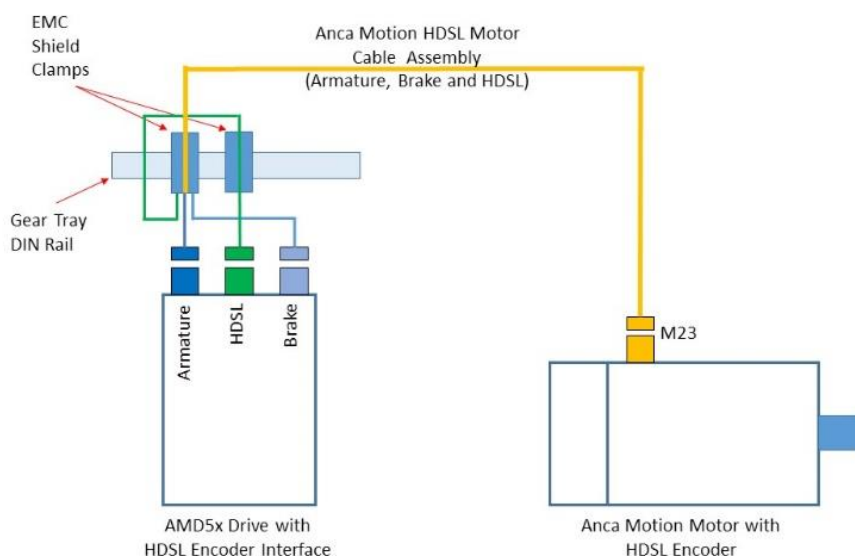 EMC
Shield
Clamps
Anca Motion HDSL Motor
Cable Assembly
(Armature, Brake and HDSL)
Gear Tray
DIN Rail
Armature
HDSL
Brake
M23
AMD5x Drive with
HDSL Encoder Interface
Anca Motion Motor with
HDSL Encoder